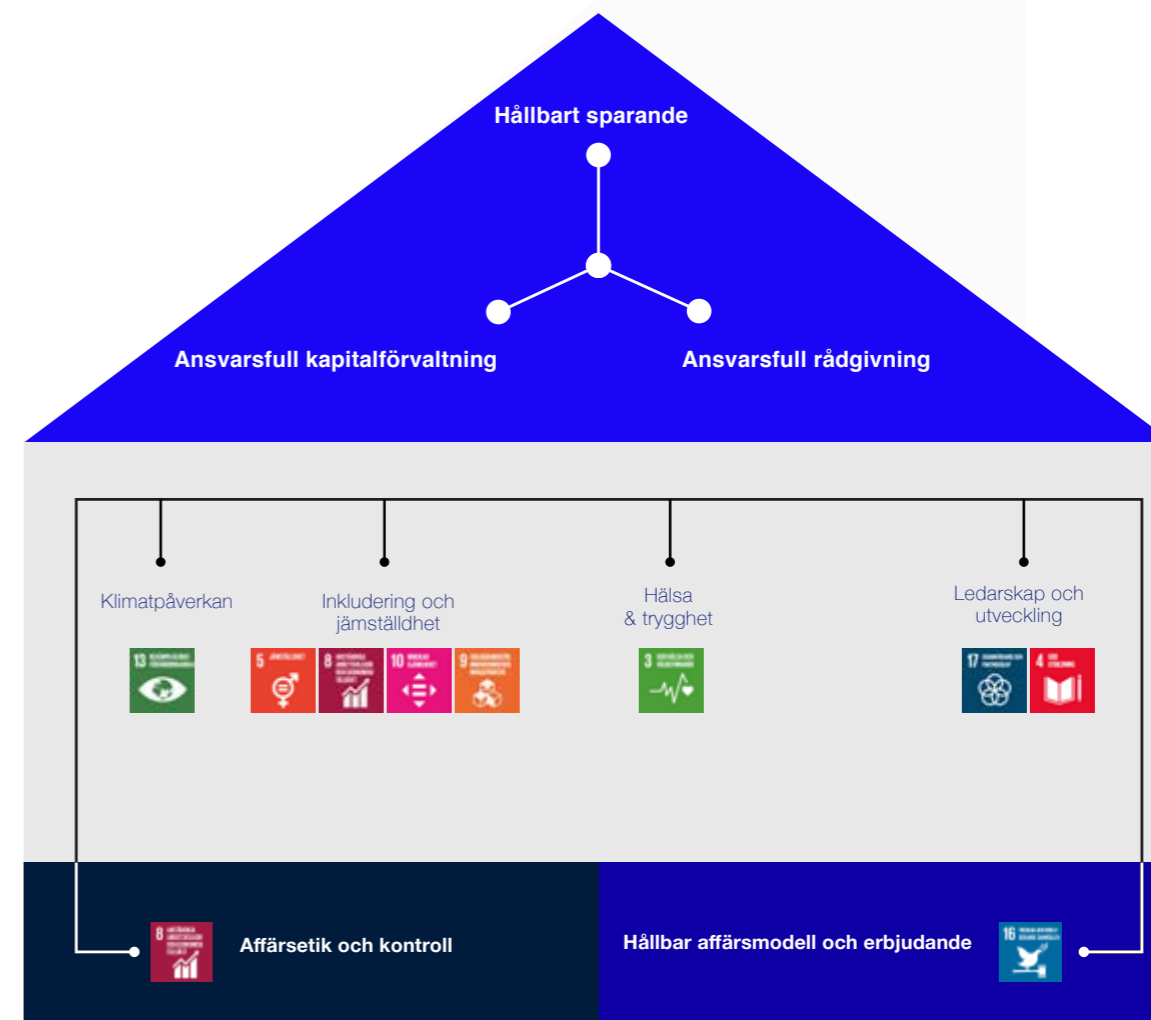 Hållbart sparande
Ansvarsfull kapitalförvaltning
Ansvarsfull rådgivning
Klimatpåverkan
Inkludering och
jämställdhet
Hälsa
& trygghet
Ledarskap och
utveckling
13
5 JÄMSTÄLLDHET
8
10
9
3
17
4
8
Affärsetik och kontroll
Hållbar affärsmodell och erbjudande
16